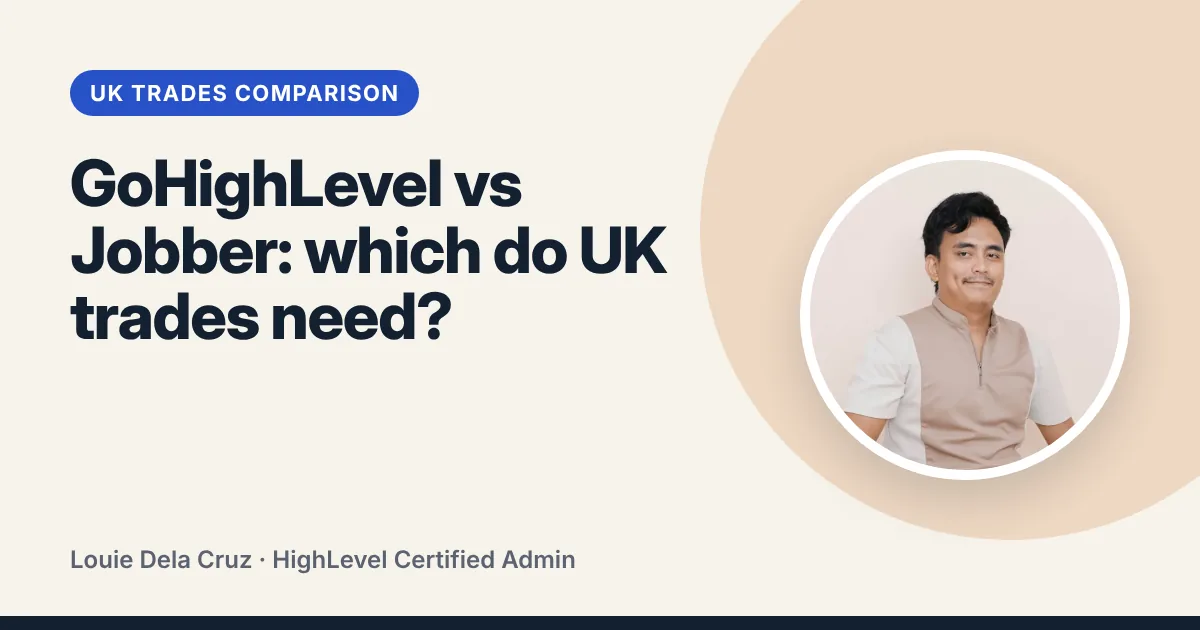 UK TRADES COMPARISON
GoHighLevel vs
Jobber: which do UK
trades need?
Louie Dela Cruz · HighLevel Certified Admin